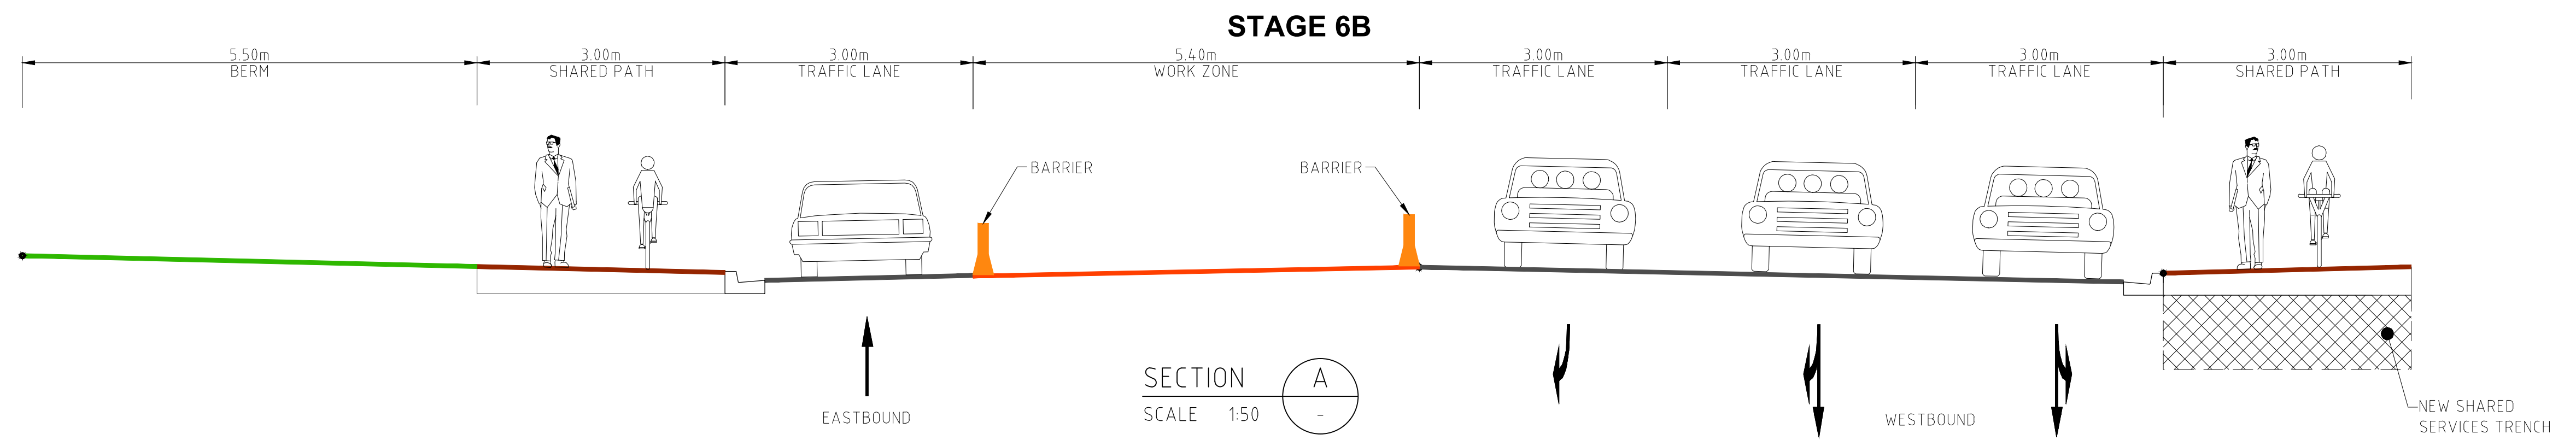 STAGE 6B
5.50m
BERM
3.00m
SHARED PATH
3.00m
TRAFFIC LANE
5.40m
WORK ZONE
3.00m
TRAFFIC LANE
3.00m
TRAFFIC LANE
3.00m
TRAFFIC LANE
3.00m
SHARED PATH
BARRIER
BARRIER
EASTBOUND
SECTION
SCALE 1:50
A
-
WESTBOUND
NEW SHARED
SERVICES TRENCH